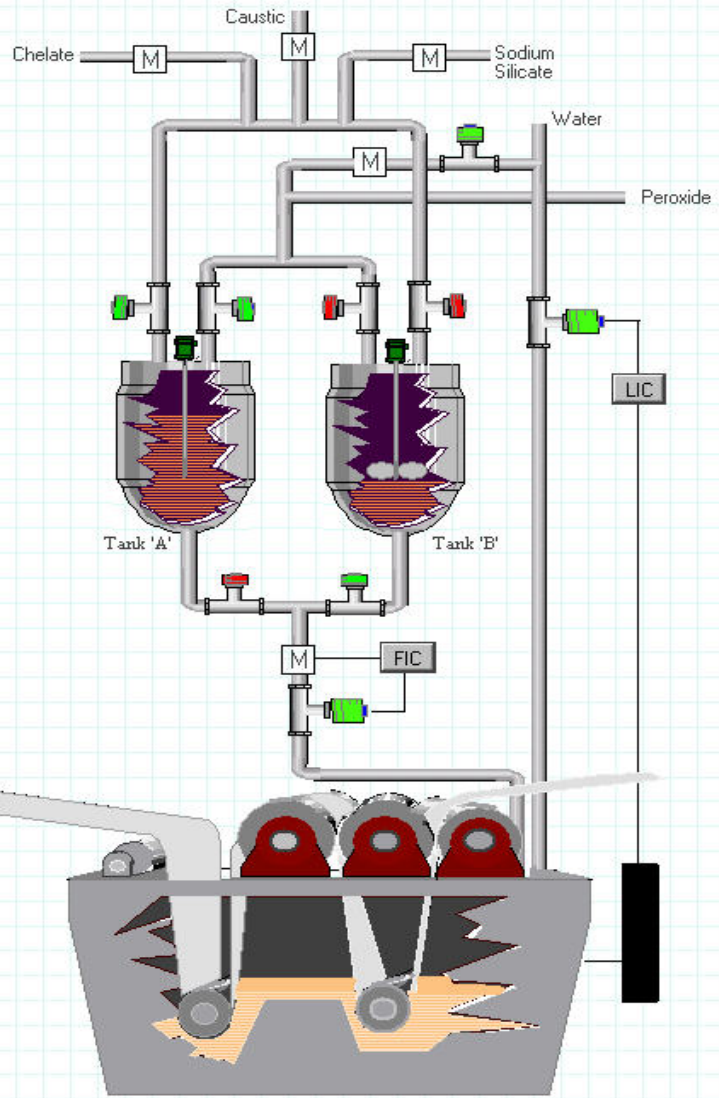 Caustic
Chelate
M
M
M
Sodium
Silicate
Water
M
Peroxide
LIC
Tank 'A'
Tank 'B'
M
FIC